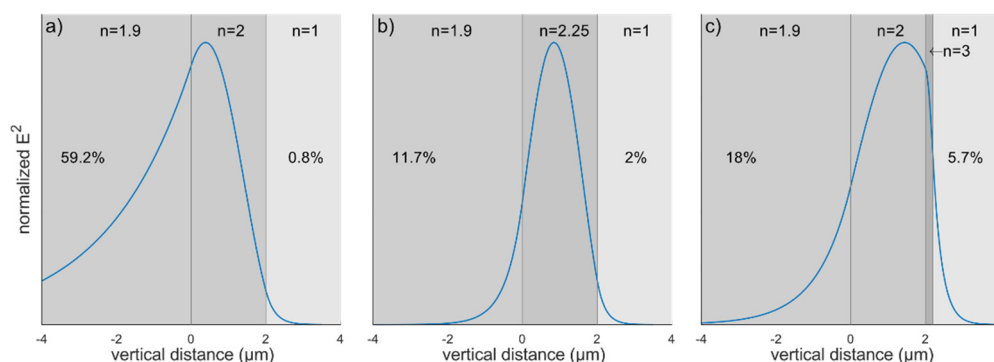 a)
n=1.9 n=2 n=1
59.2% 0.8%
normalized E²
-4 -2 0 2 4
vertical distance (µm)
b)
n=1.9 n=2.25 n=1
11.7% 2%
-4 -2 0 2 4
vertical distance (µm)
c)
n=1.9 n=2 n=1
←n=3
18% 5.7%
-4 -2 0 2 4
vertical distance (µm)